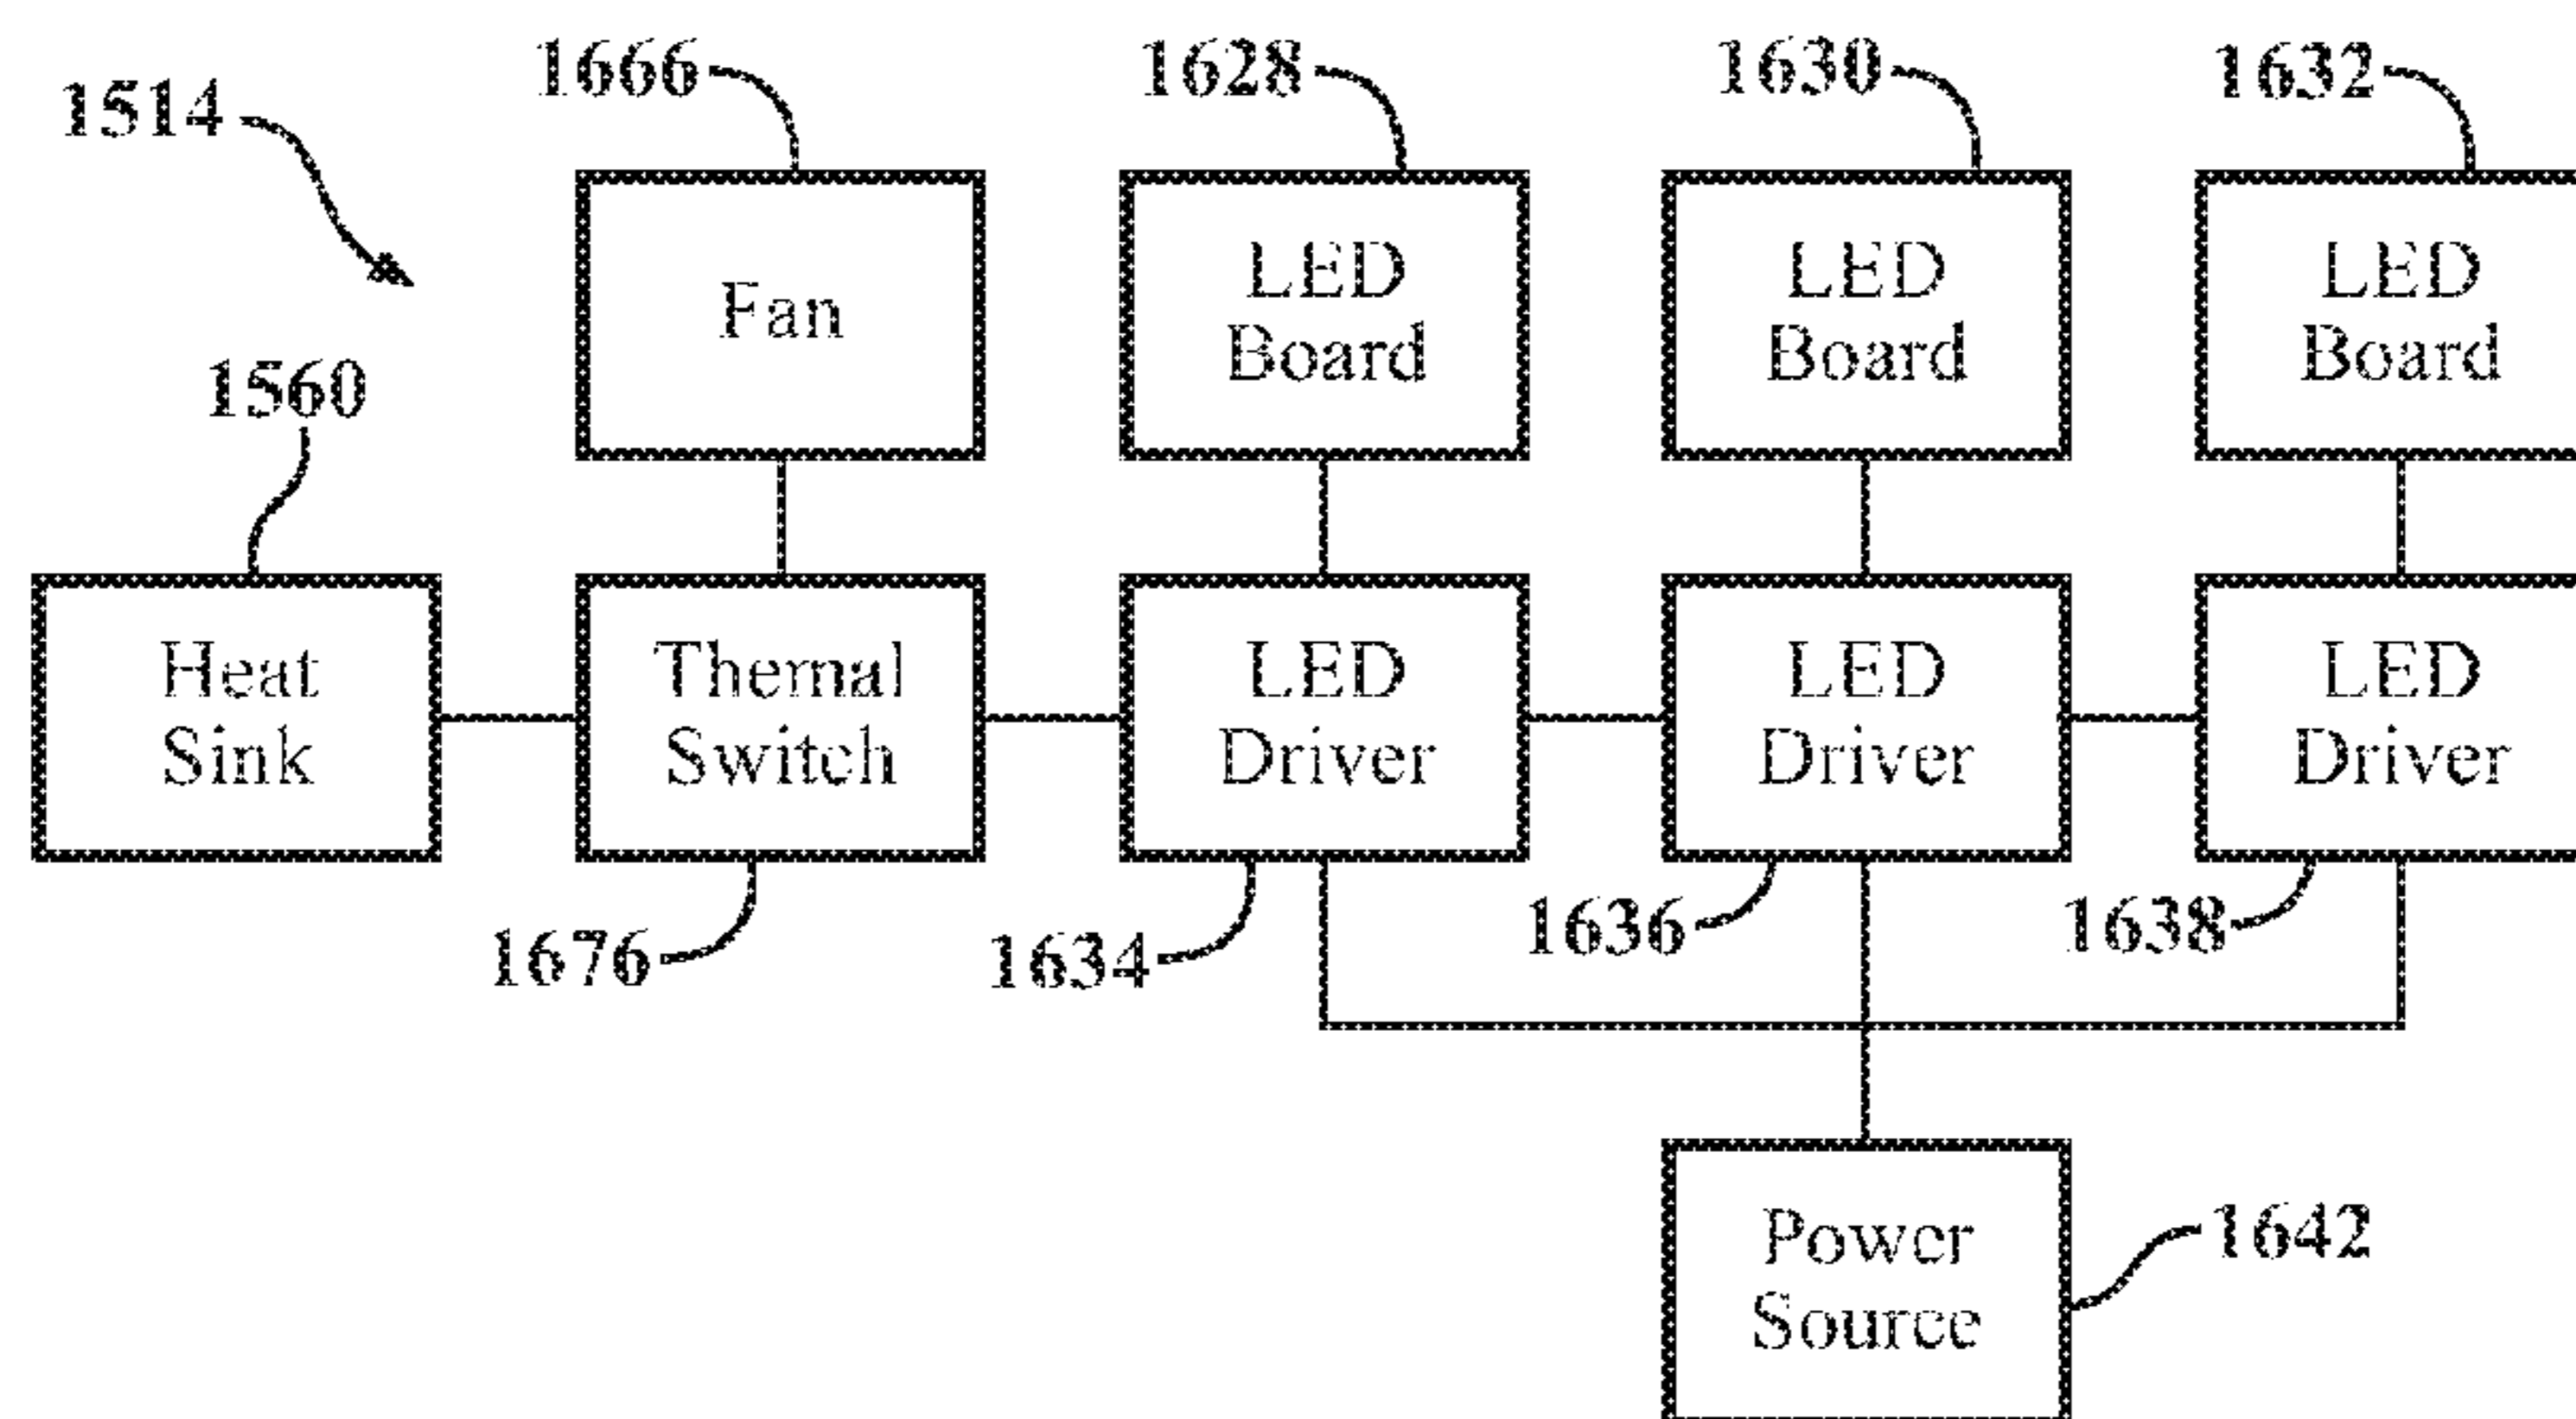 1666
1628
1630
1632
1514
Fan
LED
Board
LED
Board
LED
Board
1560
Heat
Sink
Themal
Switch
LED
Driver
LED
Driver
LED
Driver
1676
1634
1636
1638
Power
Source
1642